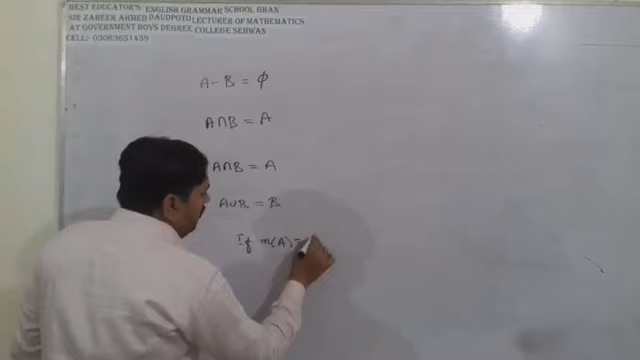 BEST EDUCATOR'S ENGLISH GRAMMAR SCHOOL BHAN
SIR ZAHEER AHMED DAUDPOTO LECTURER OF MATHEMATICS
AT GOVERNMENT BOYS DEGREE COLLEGE SEHWAN
CELL:- 03063651459
A - B = ϕ
A∩B = A
A∩B = A
A∪B = B
If n(A) =